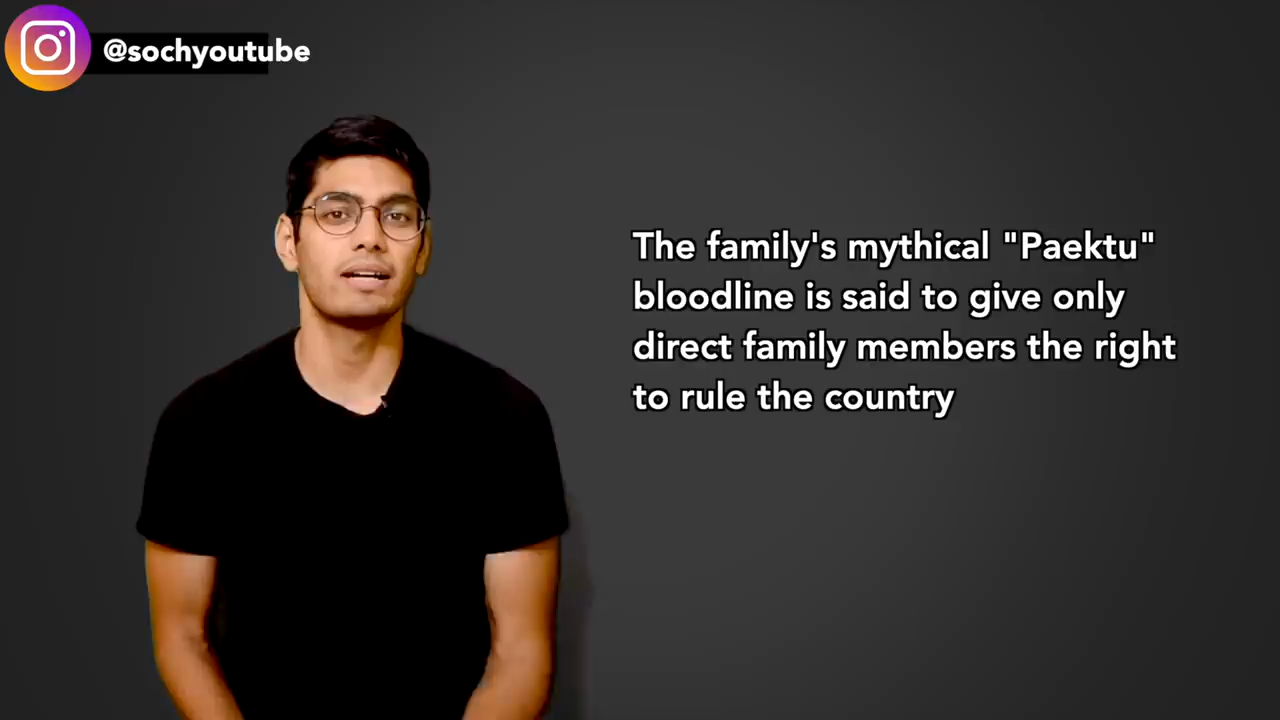 @sochyoutube
The family's mythical "Paektu"
bloodline is said to give only
direct family members the right
to rule the country